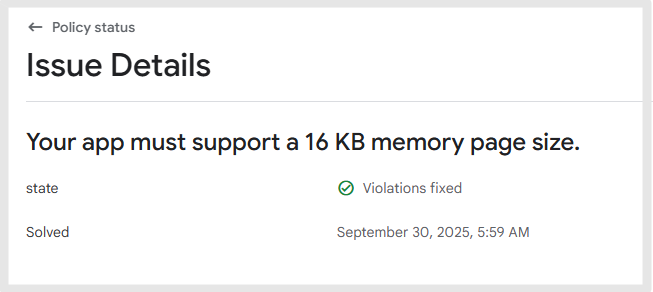 ← Policy status
Issue Details
Your app must support a 16 KB memory page size.
state Violations fixed
Solved September 30, 2025, 5:59 AM